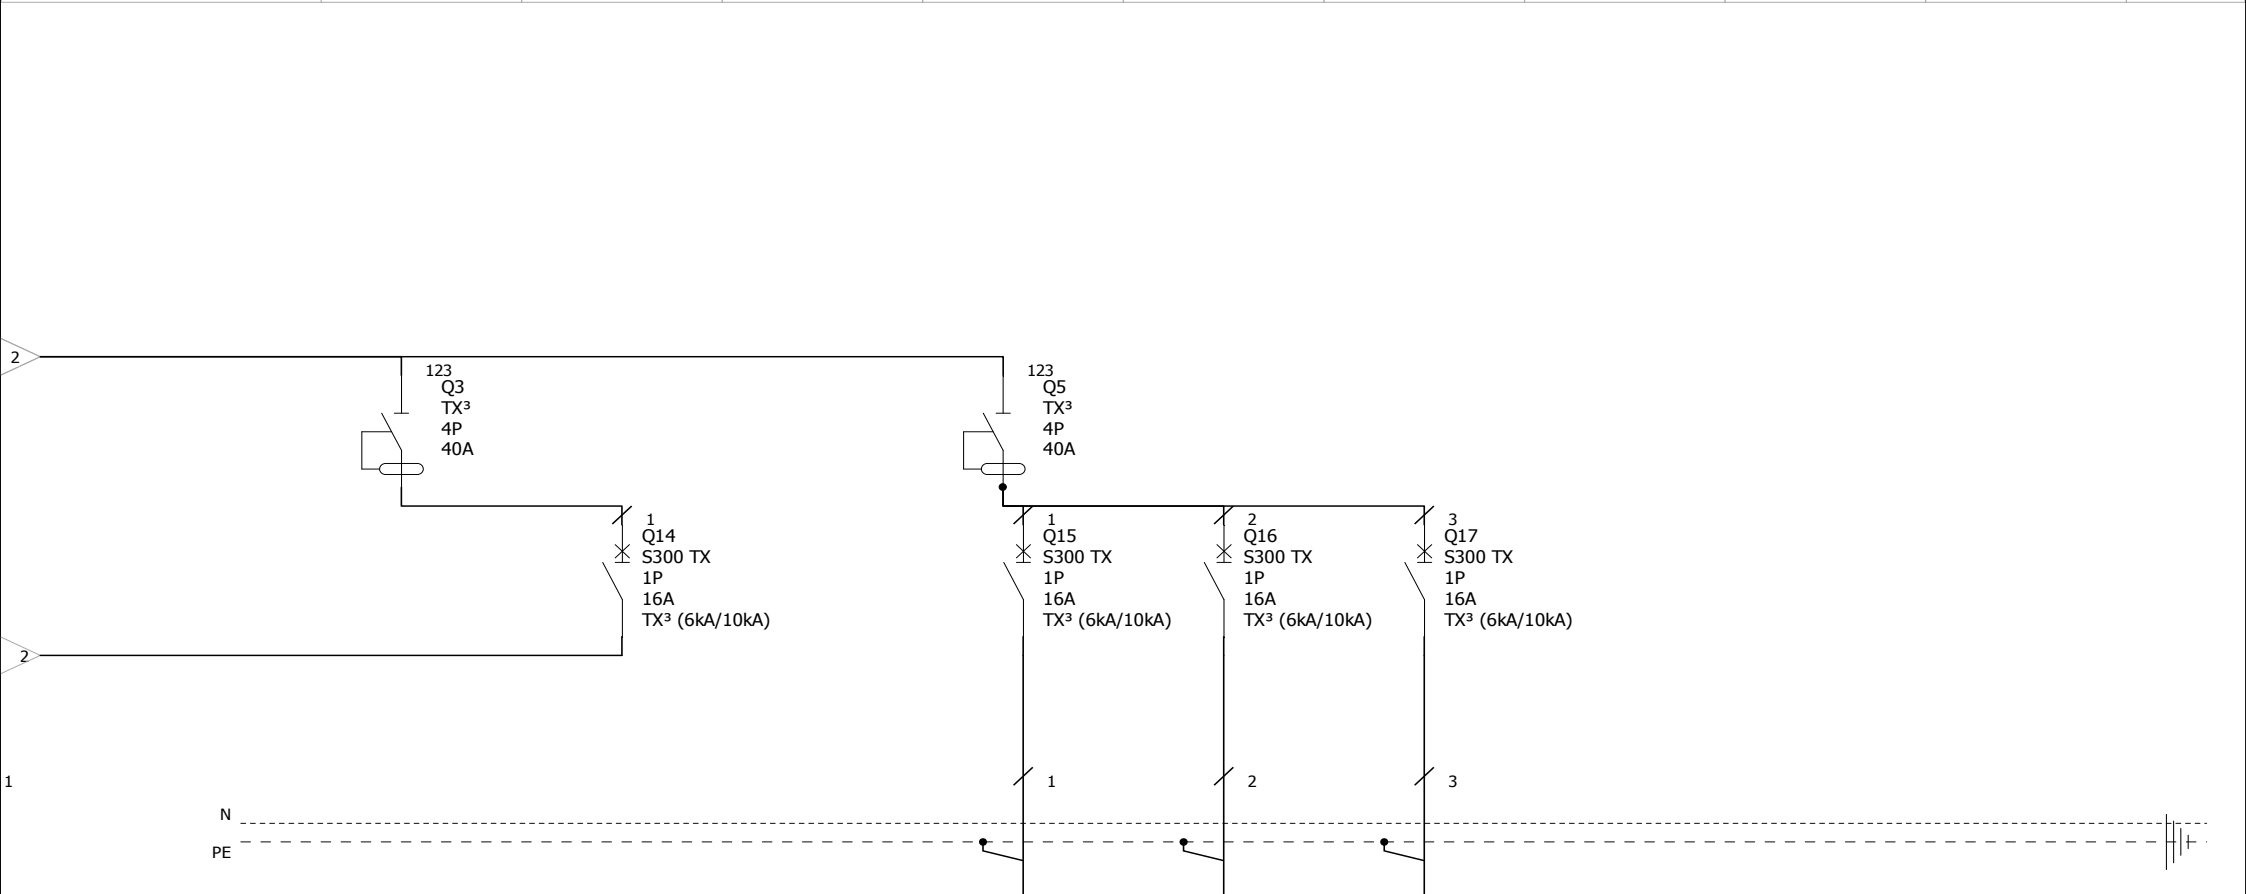 2
123
Q3
TX³
4P
40A
123
Q5
TX³
4P
40A
1
Q14
S300 TX
1P
16A
TX³ (6kA/10kA)
1
Q15
S300 TX
1P
16A
TX³ (6kA/10kA)
2
Q16
S300 TX
1P
16A
TX³ (6kA/10kA)
3
Q17
S300 TX
1P
16A
TX³ (6kA/10kA)
2
1
1
2
3
N
PE